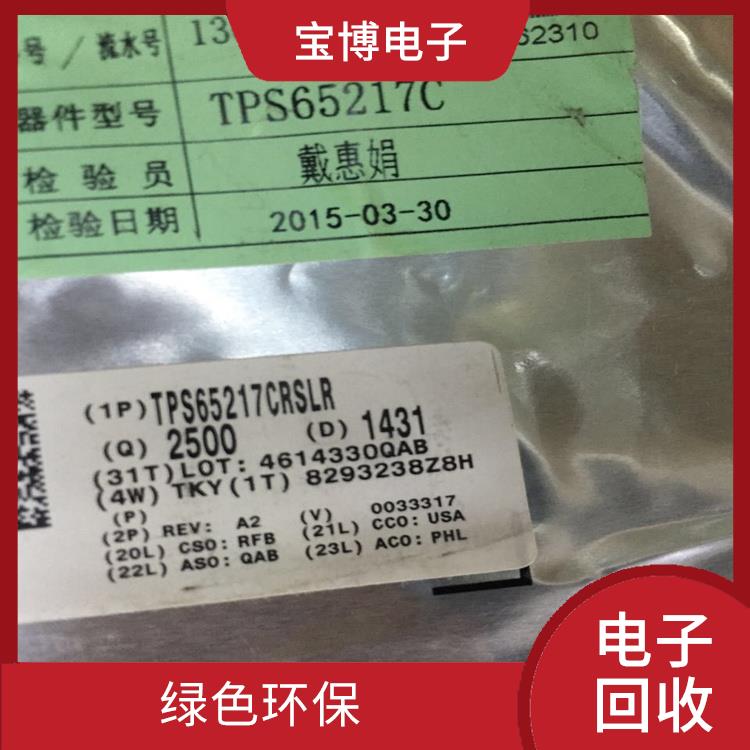 宝博电子
号/流水号 13 62310
器件型号 TPS65217C
检验员 戴惠娟
检验日期 2015-03-30
(1P)TPS65217CRSLR
(Q) 2500 (D) 1431
(31T)LOT: 4614330QAB
(4W) TKY(1T) 8293238Z8H
(P) (V) 0033317
(2P) REV: A2 (21L) CCO: USA
(20L) CSO: RFB (23L) ACO: PHL
(22L) ASO: QAB
绿色环保
电子
回收